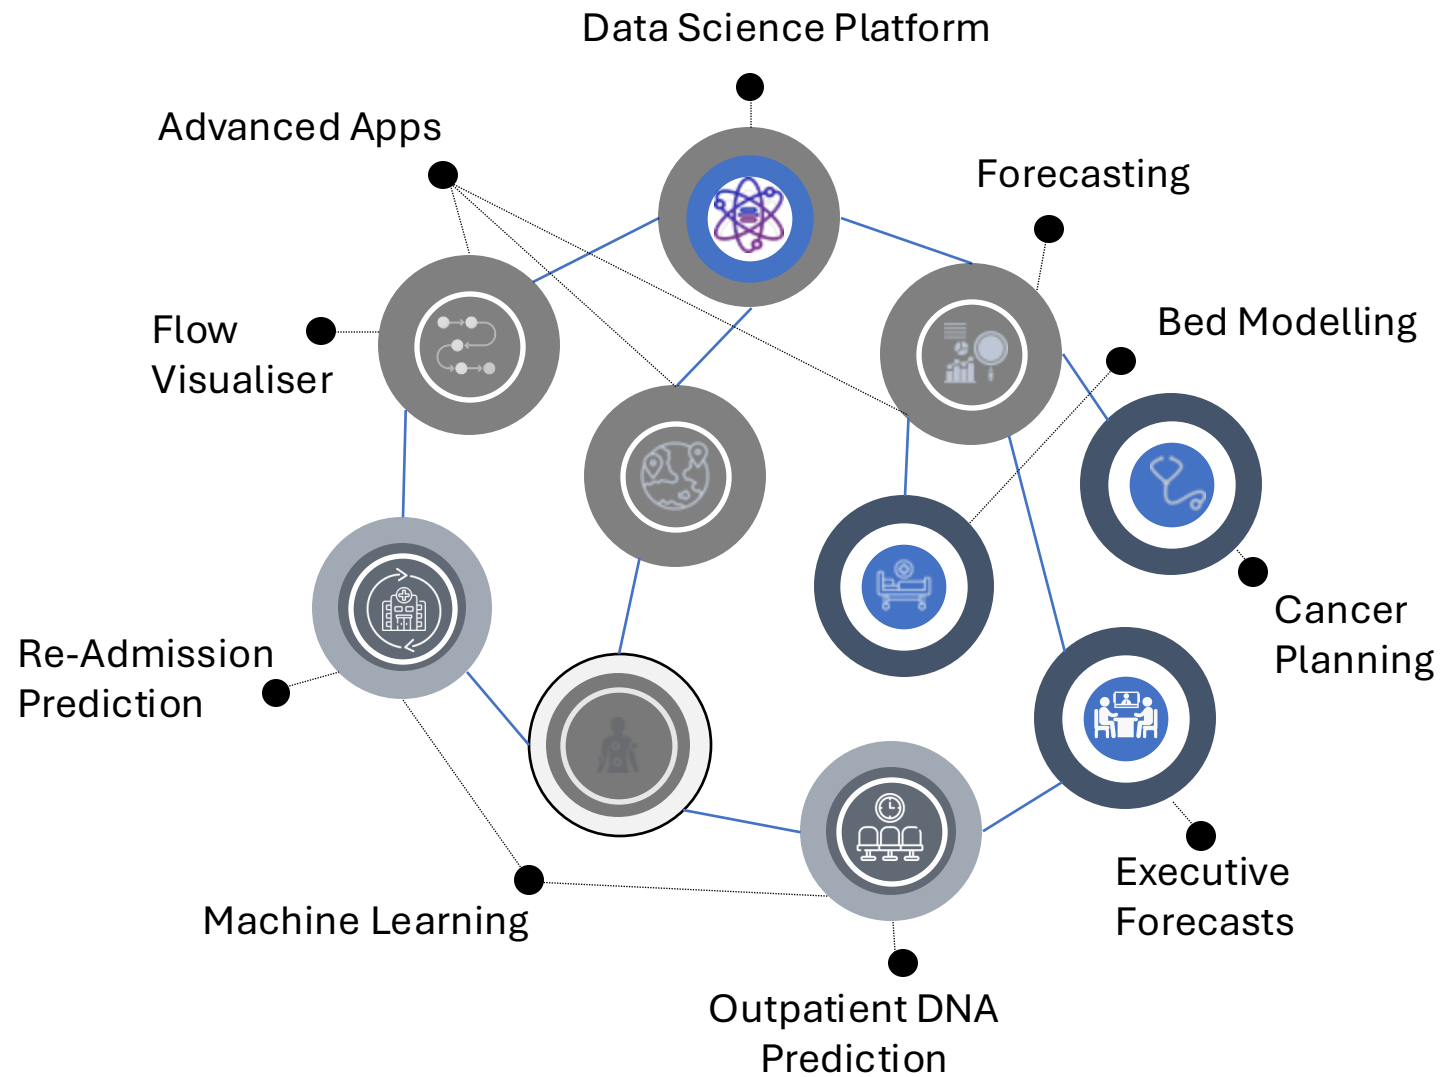 Data Science Platform
Advanced Apps
Forecasting
Flow
Visualiser
Bed Modelling
Cancer
Planning
Re-Admission
Prediction
Executive
Forecasts
Machine Learning
Outpatient DNA
Prediction